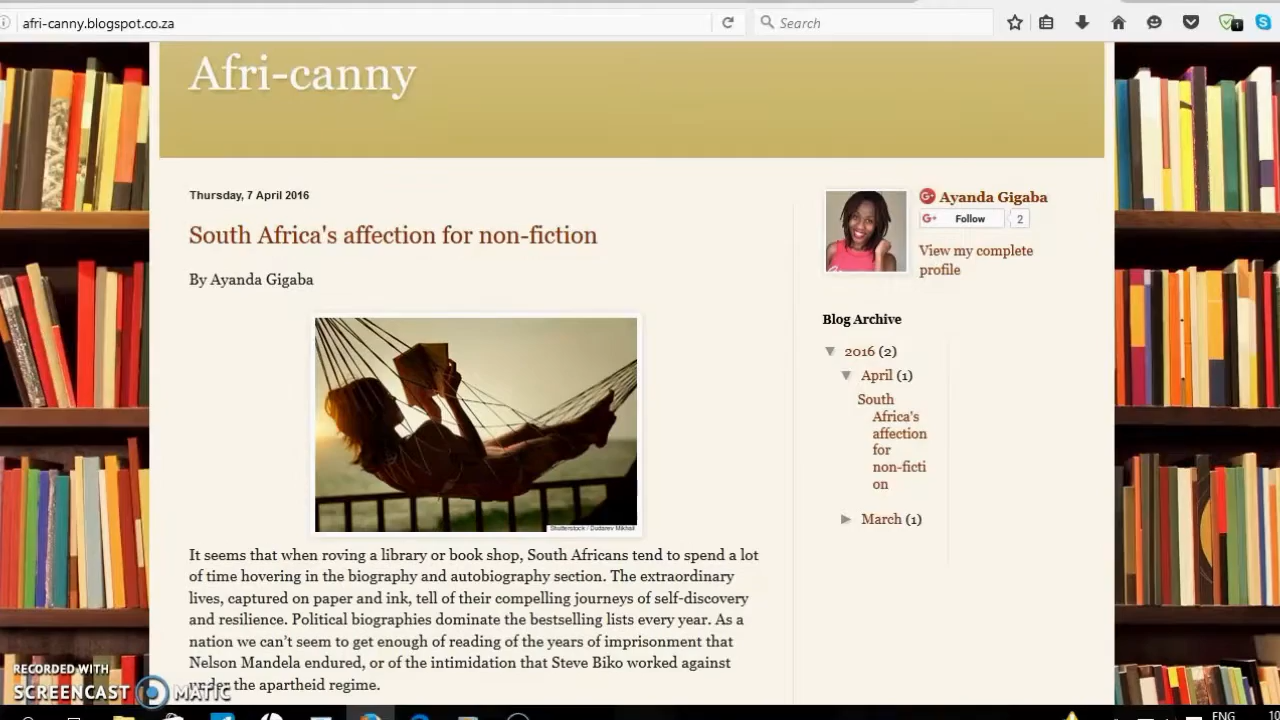 afri-canny.blogspot.co.za
Search
1
Afri-canny
Thursday, 7 April 2016
South Africa's affection for non-fiction
By Ayanda Gigaba
Shutterstock / Dudarev Mikhail
It seems that when roving a library or book shop, South Africans tend to spend a lot
of time hovering in the biography and autobiography section. The extraordinary
lives, captured on paper and ink, tell of their compelling journeys of self-discovery
and resilience. Political biographies dominate the bestselling lists every year. As a
nation we can't seem to get enough of reading of the years of imprisonment that
Nelson Mandela endured, or of the intimidation that Steve Biko worked against
under the apartheid regime.
Ayanda Gigaba
G+ Follow 2
View my complete
profile
Blog Archive
▼ 2016 (2)
▼ April (1)
South
Africa's
affection
for
non-ficti
on
► March (1)
RECORDED WITH
SCREENCAST MATIC
ENG
10